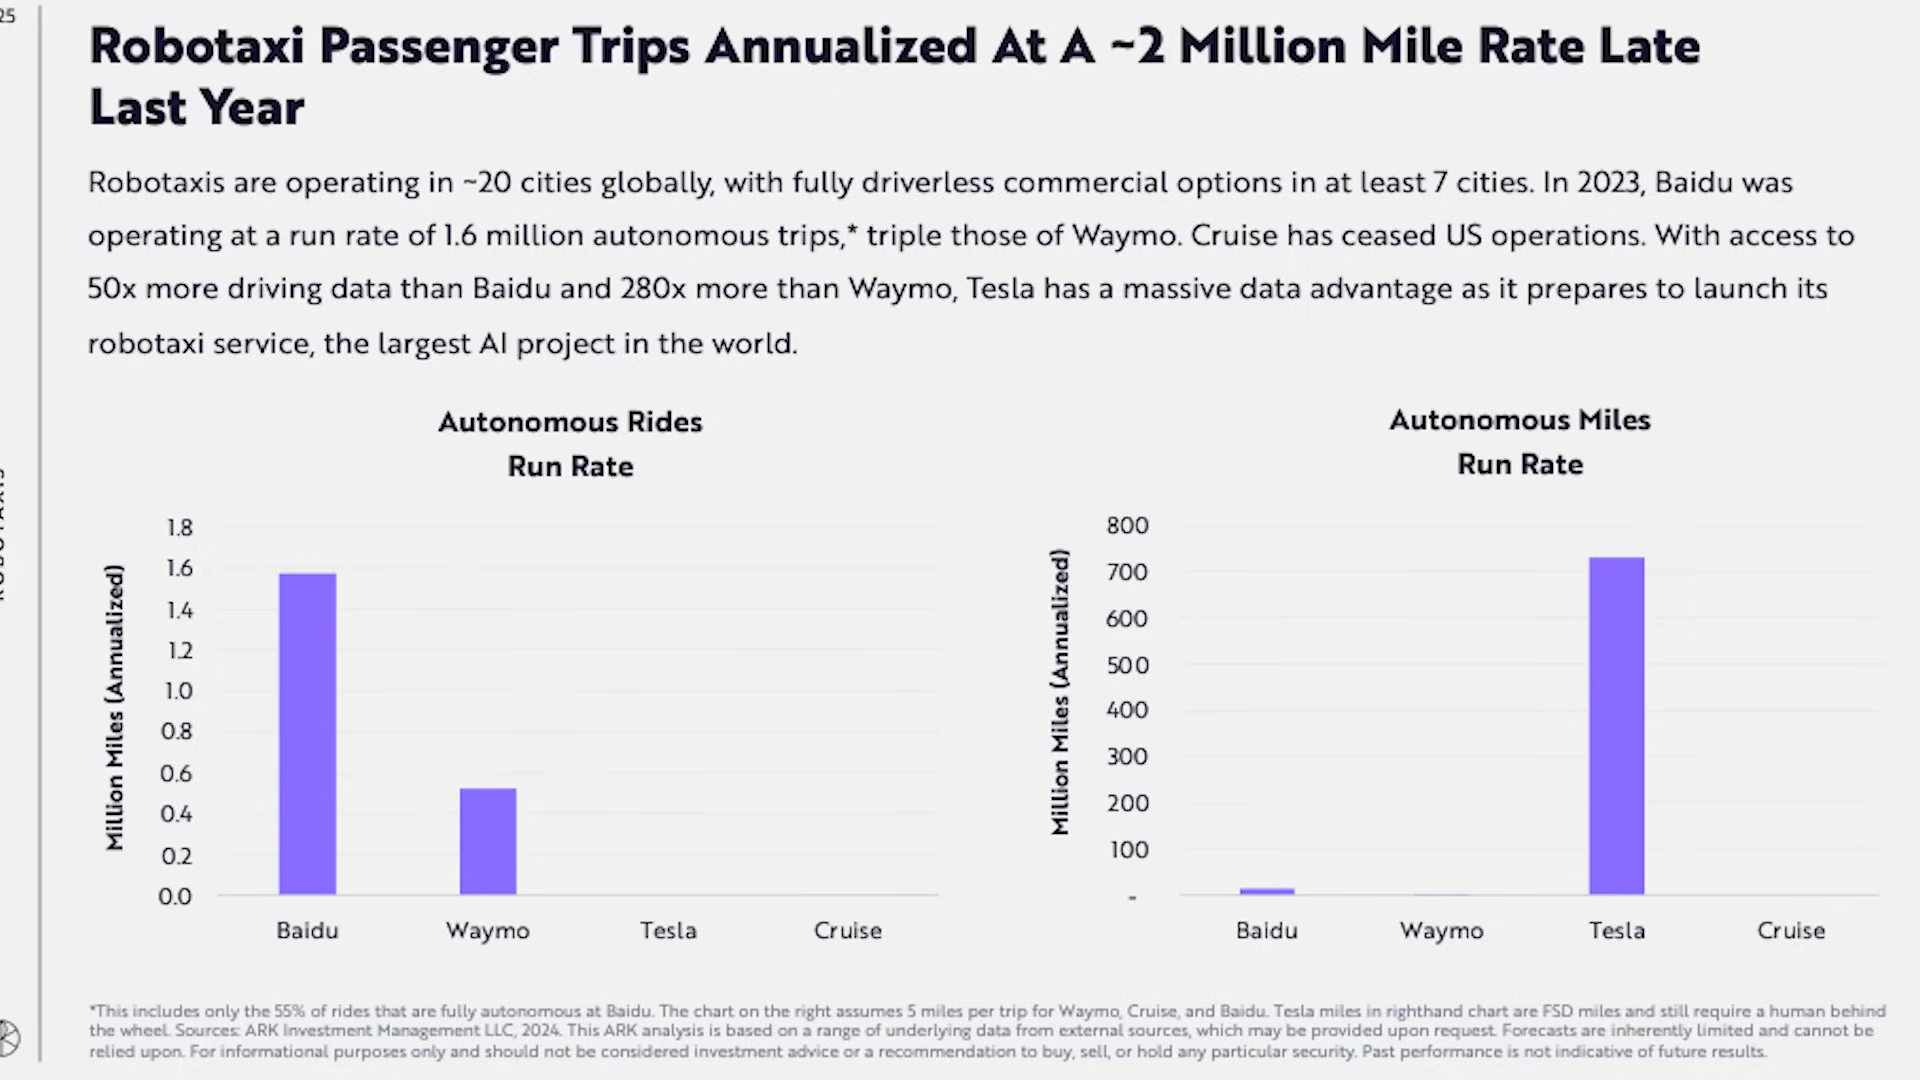 25
Robotaxi Passenger Trips Annualized At A ~2 Million Mile Rate Late
Last Year
Robotaxis are operating in ~20 cities globally, with fully driverless commercial options in at least 7 cities. In 2023, Baidu was
operating at a run rate of 1.6 million autonomous trips,* triple those of Waymo. Cruise has ceased US operations. With access to
50x more driving data than Baidu and 280x more than Waymo, Tesla has a massive data advantage as it prepares to launch its
robotaxi service, the largest AI project in the world.
Autonomous Rides
Run Rate
Million Miles (Annualized)
1.8
1.6
1.4
1.2
1.0
0.8
0.6
0.4
0.2
0.0
Baidu
Waymo
Tesla
Cruise
Autonomous Miles
Run Rate
Million Miles (Annualized)
800
700
600
500
400
300
200
100
-
Baidu
Waymo
Tesla
Cruise
*This includes only the 55% of rides that are fully autonomous at Baidu. The chart on the right assumes 5 miles per trip for Waymo, Cruise, and Baidu. Tesla miles in righthand chart are FSD miles and still require a human behind
the wheel. Sources: ARK Investment Management LLC, 2024. This ARK analysis is based on a range of underlying data from external sources, which may be provided upon request. Forecasts are inherently limited and cannot be
relied upon. For informational purposes only and should not be considered investment advice or a recommendation to buy, sell, or hold any particular security. Past performance is not indicative of future results.